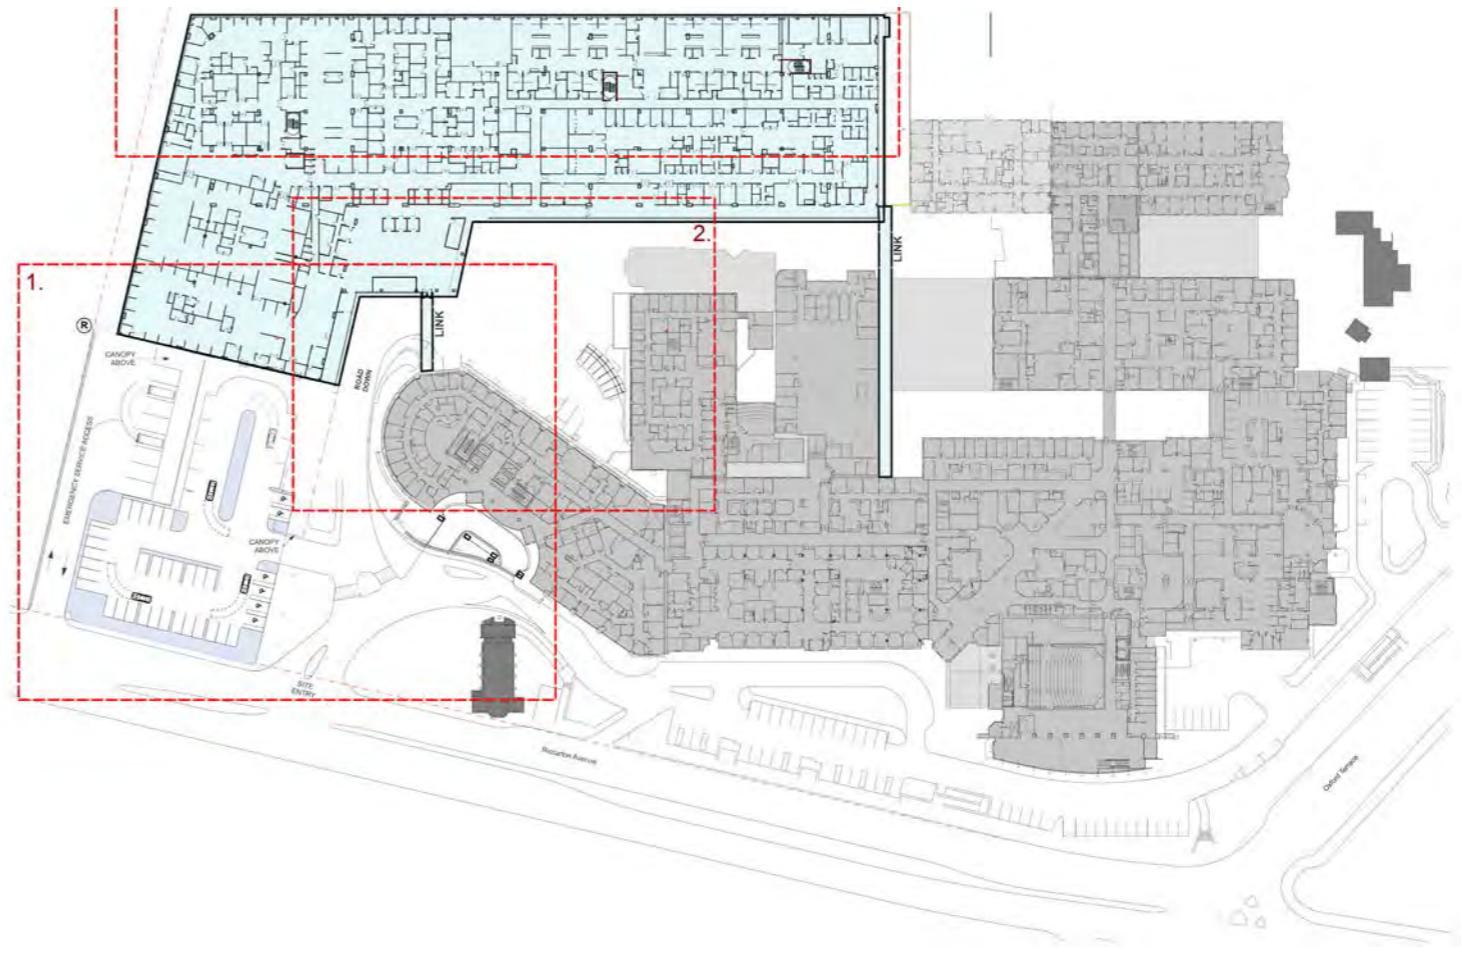 2.
1.
LINK
LINK
R
CANOPY
ABOVE
ROAD
DOWN
EMERGENCY SERVICE ACCESS
CANOPY
ABOVE
SITE
ENTRY
Riccarton Avenue
Oxford Terrace